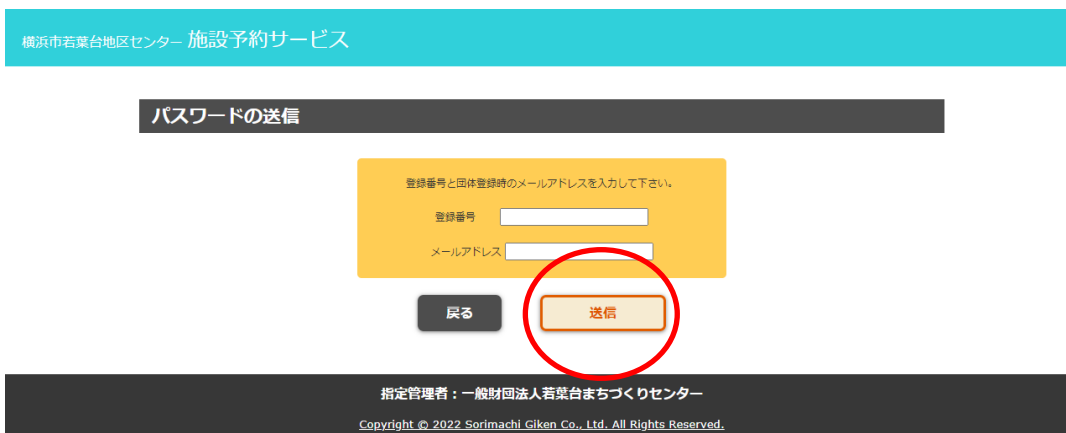 横浜市若葉台地区センター 施設予約サービス
パスワードの送信
登録番号と団体登録時のメールアドレスを入力して下さい。
登録番号
メールアドレス
戻る 送信
指定管理者：一般財団法人若葉台まちづくりセンター
Copyright © 2022 Sorimachi Giken Co., Ltd. All Rights Reserved.